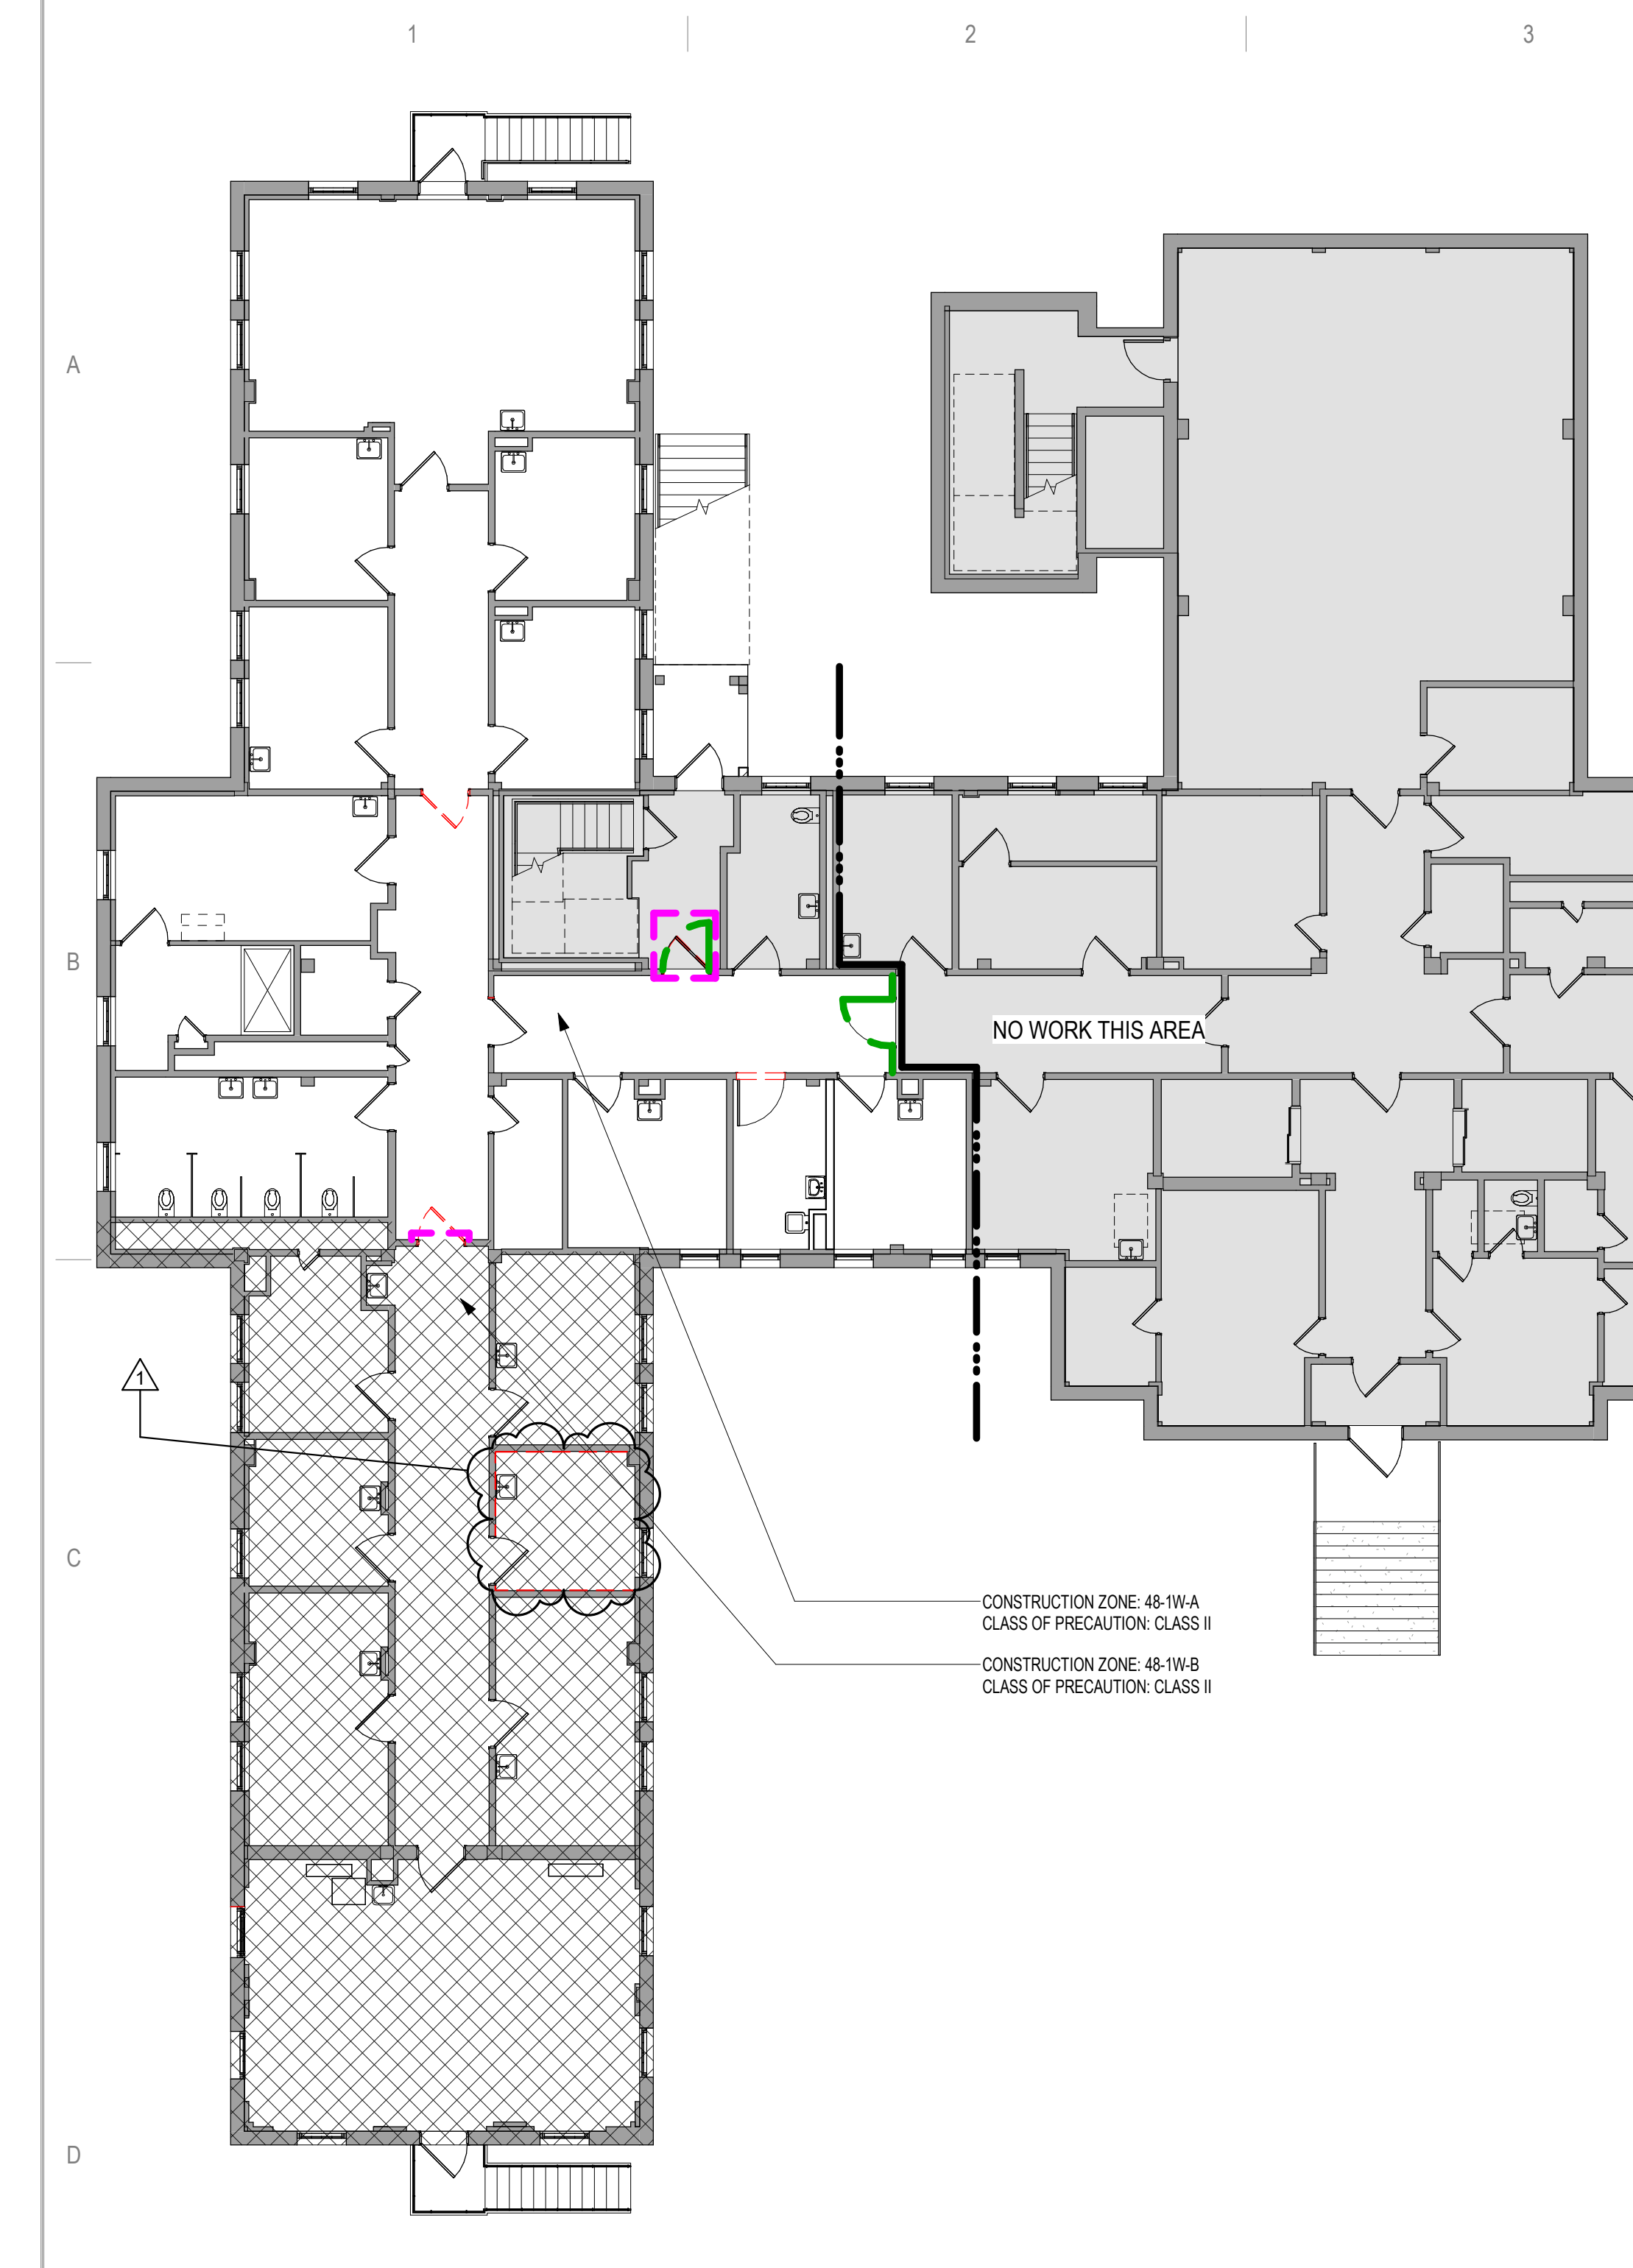 1
2
3
A
B
NO WORK THIS AREA
1
C
CONSTRUCTION ZONE: 48-1W-A
CLASS OF PRECAUTION: CLASS II
CONSTRUCTION ZONE: 48-1W-B
CLASS OF PRECAUTION: CLASS II
D